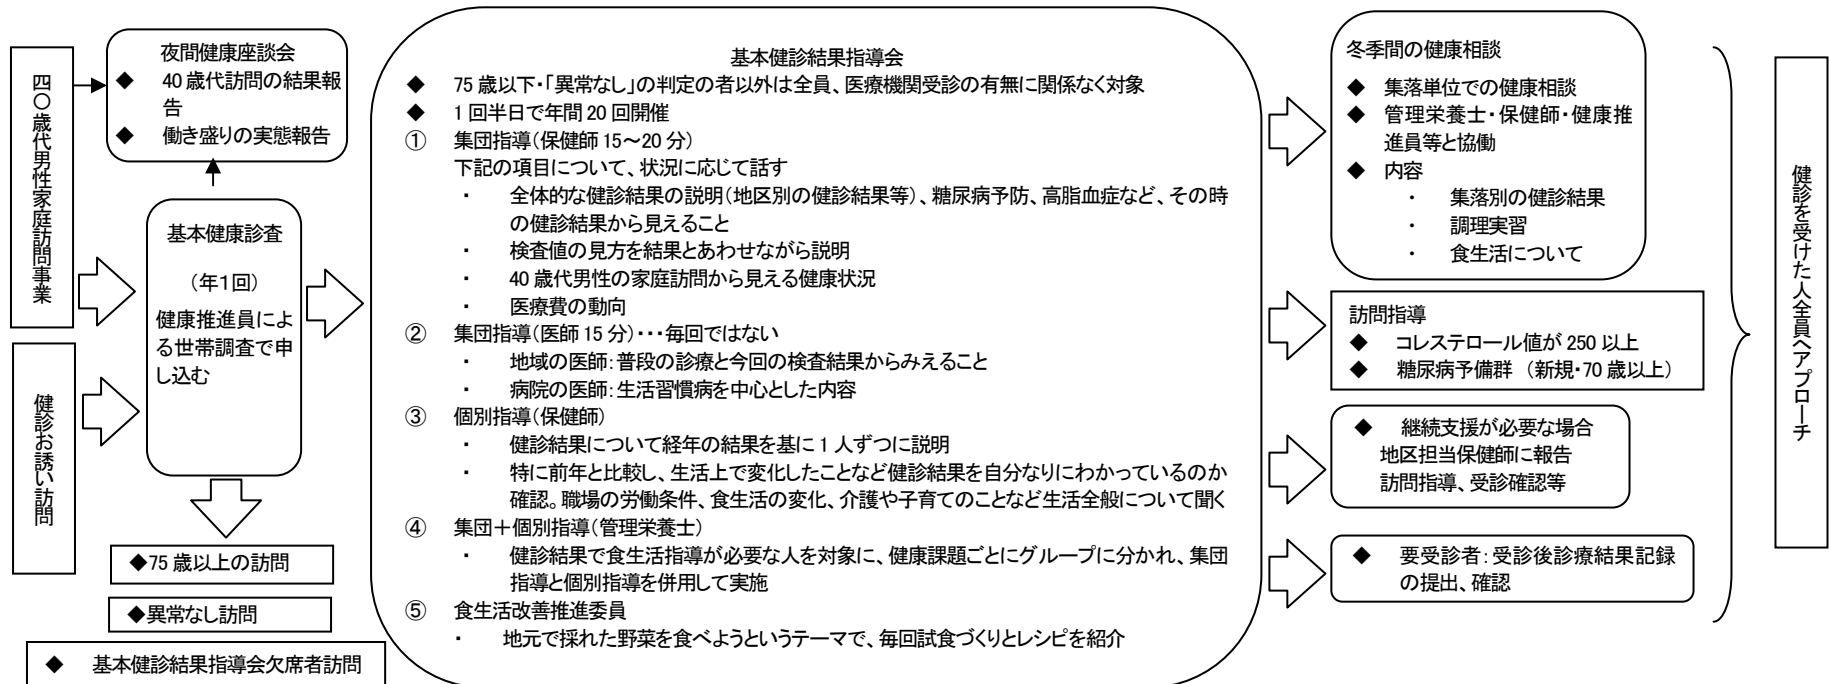 四〇歳代男性家庭訪問事業
健診お誘い訪問
夜間健康座談会
◆ 40歳代訪問の結果報
告
◆ 働き盛りの実態報告
基本健康診査
(年1回)
健康推進員によ
る世帯調査で申
し込む
◆75歳以上の訪問
◆異常なし訪問
◆ 基本健診結果指導会欠席者訪問
基本健診結果指導会
◆ 75歳以下・「異常なし」の判定の者以外は全員、医療機関受診の有無に関係なく対象
◆ 1回半日で年間20回開催
① 集団指導(保健師15~20分)
下記の項目について、状況に応じて話す
・ 全体的な健診結果の説明(地区別の健診結果等)、糖尿病予防、高脂血症など、その時
の健診結果から見えること
・ 検査値の見方を結果とあわせながら説明
・ 40歳代男性の家庭訪問から見える健康状況
・ 医療費の動向
② 集団指導(医師15分)・・・毎回ではない
・ 地域の医師:普段の診療と今回の検査結果からみえること
・ 病院の医師:生活習慣病を中心とした内容
③ 個別指導(保健師)
・ 健診結果について経年の結果を基に1人ずつに説明
・ 特に前年と比較し、生活上で変化したことなど健診結果を自分なりにわかっているのか
確認。職場の労働条件、食生活の変化、介護や子育てのことなど生活全般について聞く
④ 集団+個別指導(管理栄養士)
・ 健診結果で食生活指導が必要な人を対象に、健康課題ごとにグループに分かれ、集団
指導と個別指導を併用して実施
⑤ 食生活改善推進委員
・ 地元で採れた野菜を食べようというテーマで、毎回試食づくりとレシピを紹介
冬季間の健康相談
◆ 集落単位での健康相談
◆ 管理栄養士・保健師・健康推
進員等と協働
◆ 内容
・ 集落別の健診結果
・ 調理実習
・ 食生活について
訪問指導
◆ コレステロール値が250以上
◆ 糖尿病予備群 (新規・70歳以上)
◆ 継続支援が必要な場合
地区担当保健師に報告
訪問指導、受診確認等
◆ 要受診者:受診後診療結果記録
の提出、確認
健診を受けた人全員へアプローチ